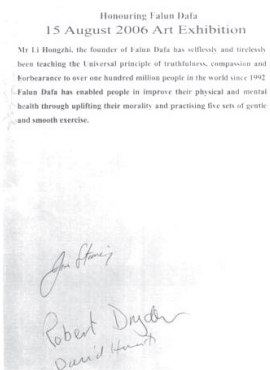 Honouring Falun Dafa
15 August 2006 Art Exhibition
Mr Li Hongzhi, the founder of Falun Dafa has selflessly and tirelessly
been teaching the Universal principle of truthfulness, compassion and
Forbearance to over one hundred million people in the world since 1992
Falun Dafa has enabled people in improve their physical and mental
health through uplifting their morality and practising five sets of gentle
and smooth exercise.
Robert Dryden
David